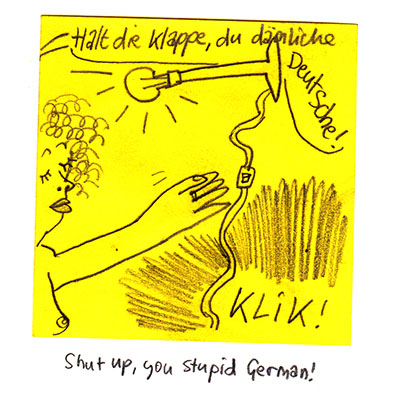 Halt die Klappe, du dämliche
Deutsche!
KLiK!
Shut up, you stupid German!